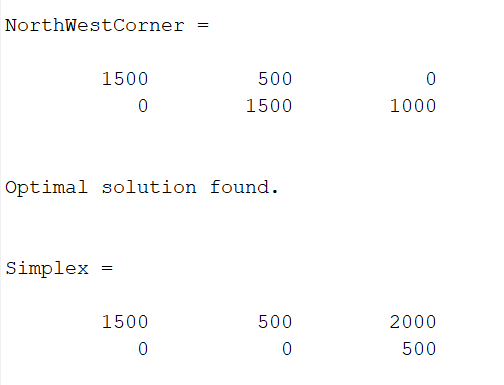 NorthWestCorner =
1500 500 0
0 1500 1000
Optimal solution found.
Simplex =
1500 500 2000
0 0 500